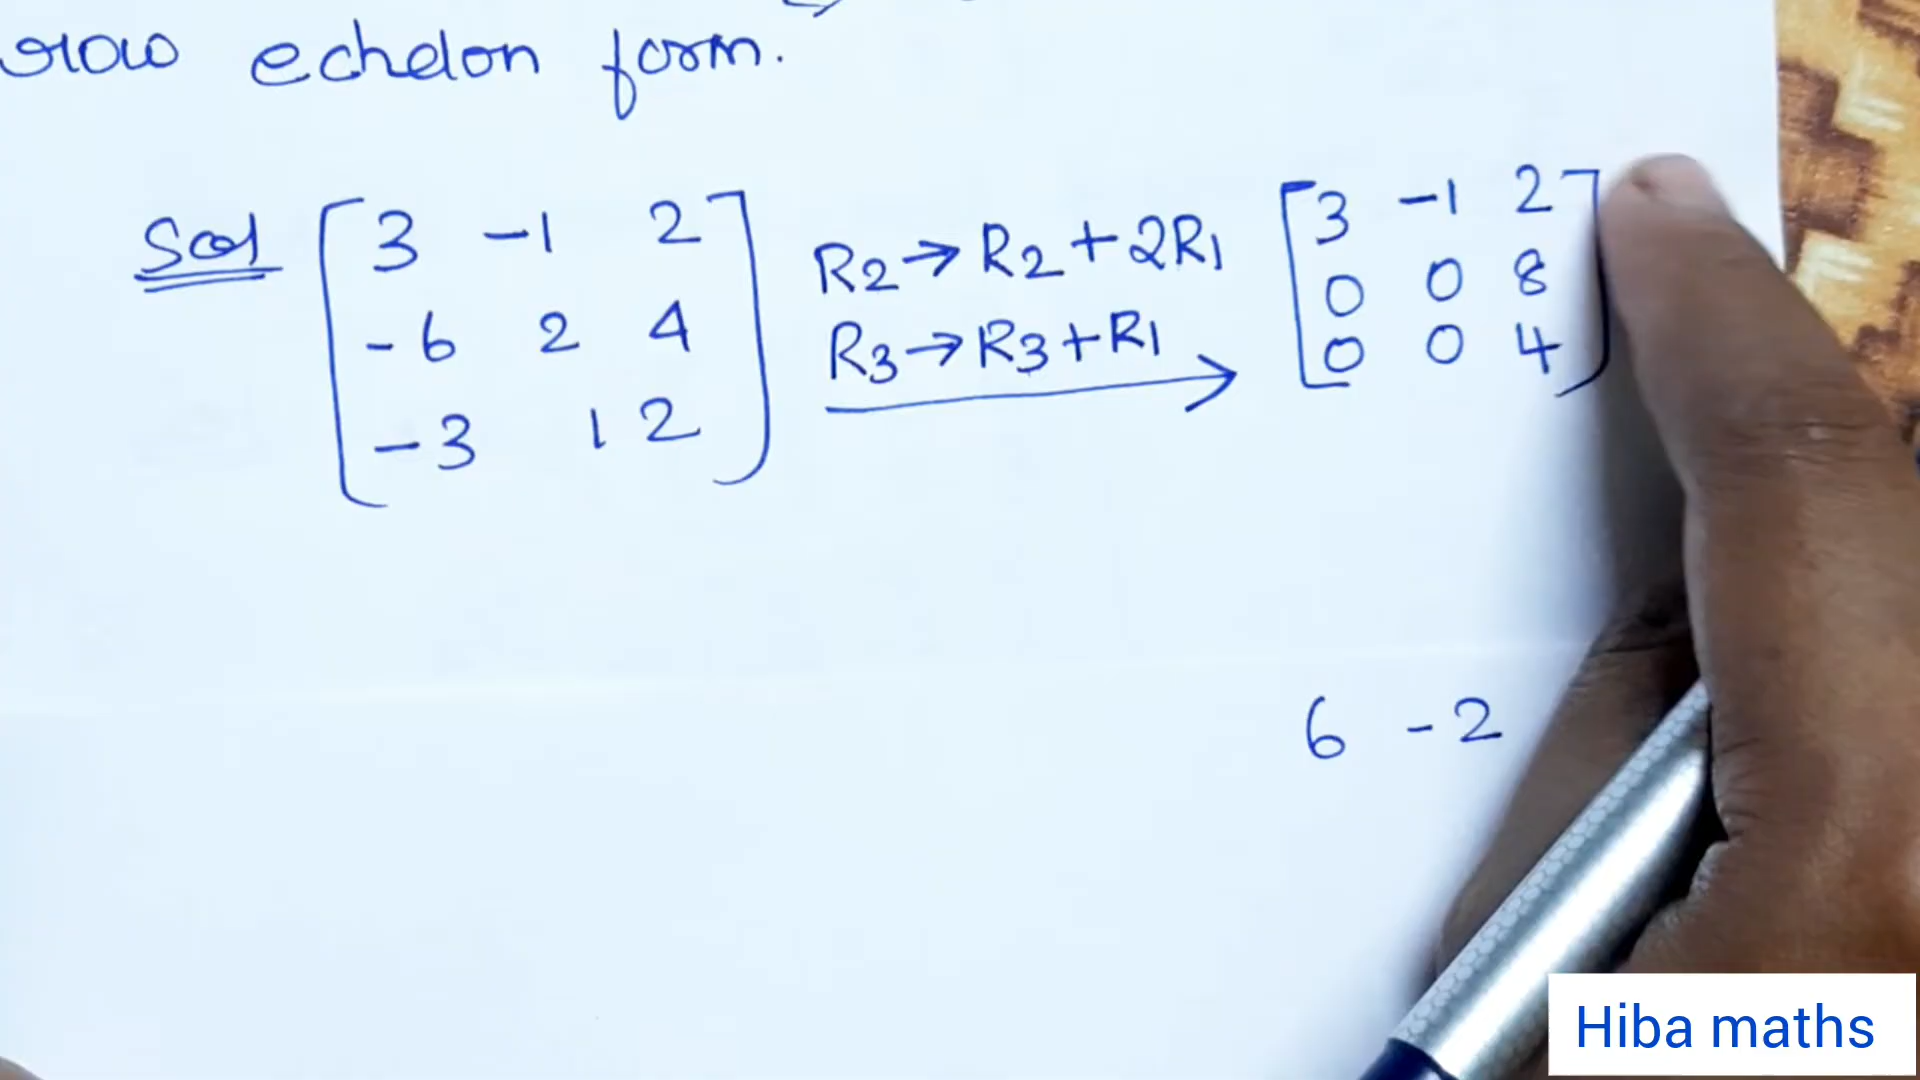 row echelon form.
Sol [ 3 -1 2 ] R2→R2+2R1 [ 3 -1 2 ]
[ -6 2 4 ] R3→R3+R1 [ 0 0 8 ]
[ -3 1 2 ] → [ 0 0 4 ]
6 -2
Hiba maths